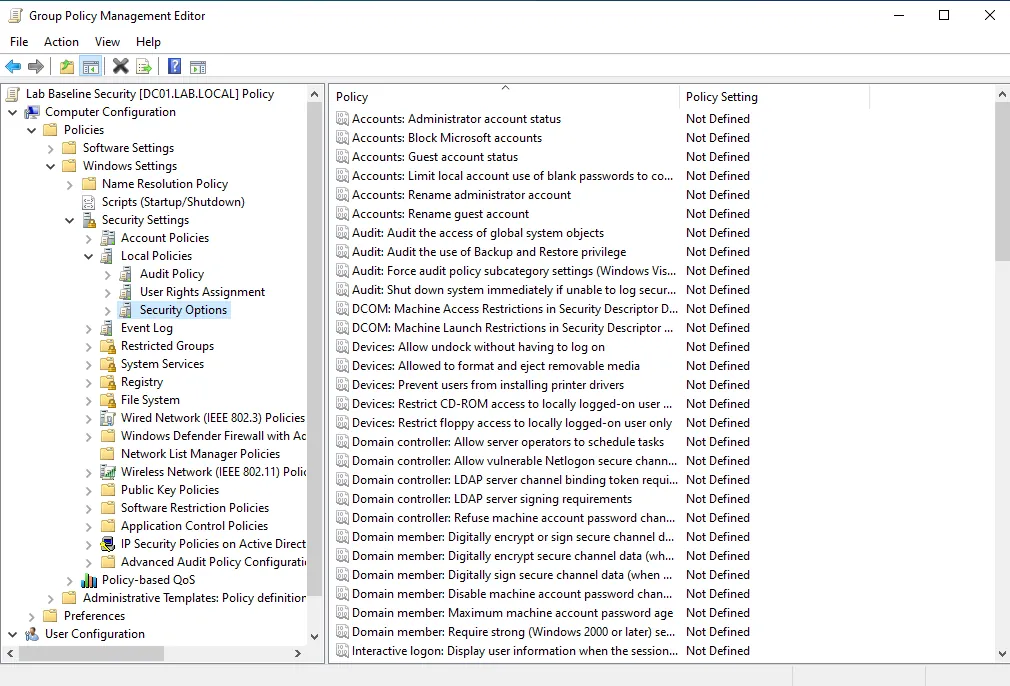 Group Policy Management Editor
File Action View Help
Lab Baseline Security [DC01.LAB.LOCAL] Policy
Computer Configuration
Policies
Software Settings
Windows Settings
Name Resolution Policy
Scripts (Startup/Shutdown)
Security Settings
Account Policies
Local Policies
Audit Policy
User Rights Assignment
Security Options
Event Log
Restricted Groups
System Services
Registry
File System
Wired Network (IEEE 802.3) Policies
Windows Defender Firewall with Ac
Network List Manager Policies
Wireless Network (IEEE 802.11) Polic
Public Key Policies
Software Restriction Policies
Application Control Policies
IP Security Policies on Active Direct
Advanced Audit Policy Configuratio
Policy-based QoS
Administrative Templates: Policy definition
Preferences
User Configuration
Policy Policy Setting
Accounts: Administrator account status Not Defined
Accounts: Block Microsoft accounts Not Defined
Accounts: Guest account status Not Defined
Accounts: Limit local account use of blank passwords to co... Not Defined
Accounts: Rename administrator account Not Defined
Accounts: Rename guest account Not Defined
Audit: Audit the access of global system objects Not Defined
Audit: Audit the use of Backup and Restore privilege Not Defined
Audit: Force audit policy subcategory settings (Windows Vis... Not Defined
Audit: Shut down system immediately if unable to log secur... Not Defined
DCOM: Machine Access Restrictions in Security Descriptor D... Not Defined
DCOM: Machine Launch Restrictions in Security Descriptor ... Not Defined
Devices: Allow undock without having to log on Not Defined
Devices: Allowed to format and eject removable media Not Defined
Devices: Prevent users from installing printer drivers Not Defined
Devices: Restrict CD-ROM access to locally logged-on user ... Not Defined
Devices: Restrict floppy access to locally logged-on user only Not Defined
Domain controller: Allow server operators to schedule tasks Not Defined
Domain controller: Allow vulnerable Netlogon secure chann... Not Defined
Domain controller: LDAP server channel binding token requi... Not Defined
Domain controller: LDAP server signing requirements Not Defined
Domain controller: Refuse machine account password chan... Not Defined
Domain member: Digitally encrypt or sign secure channel d... Not Defined
Domain member: Digitally encrypt secure channel data (wh... Not Defined
Domain member: Digitally sign secure channel data (when ... Not Defined
Domain member: Disable machine account password chan... Not Defined
Domain member: Maximum machine account password age Not Defined
Domain member: Require strong (Windows 2000 or later) se... Not Defined
Interactive logon: Display user information when the session... Not Defined